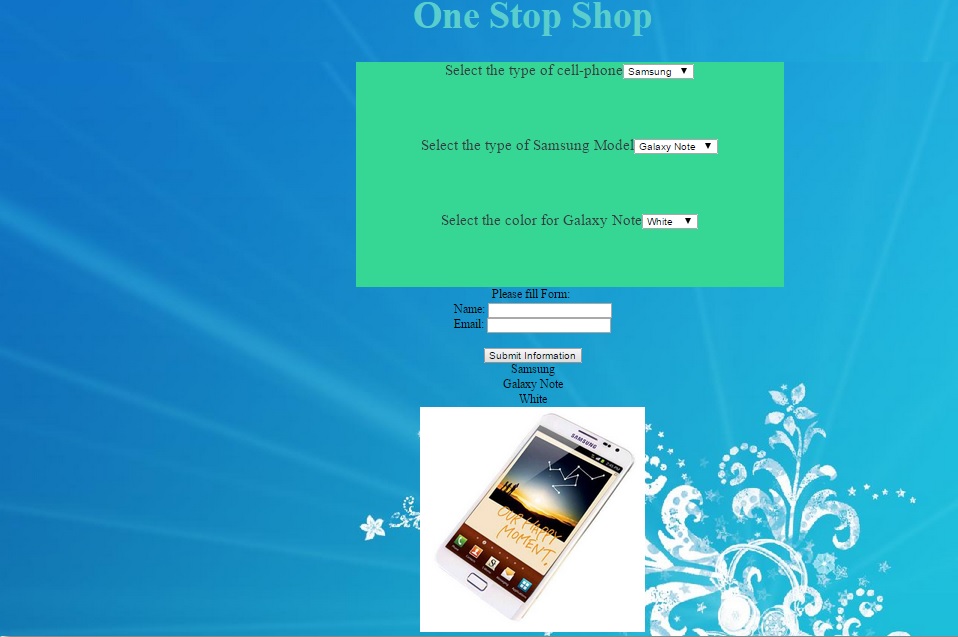 One Stop Shop
Select the type of cell-phone Samsung ▼
Select the type of Samsung Model Galaxy Note ▼
Select the color for Galaxy Note White ▼
Please fill Form:
Name:
Email:
Submit Information
Samsung
Galaxy Note
White
SAMSUNG
OUR HAPPY
MOMENT.